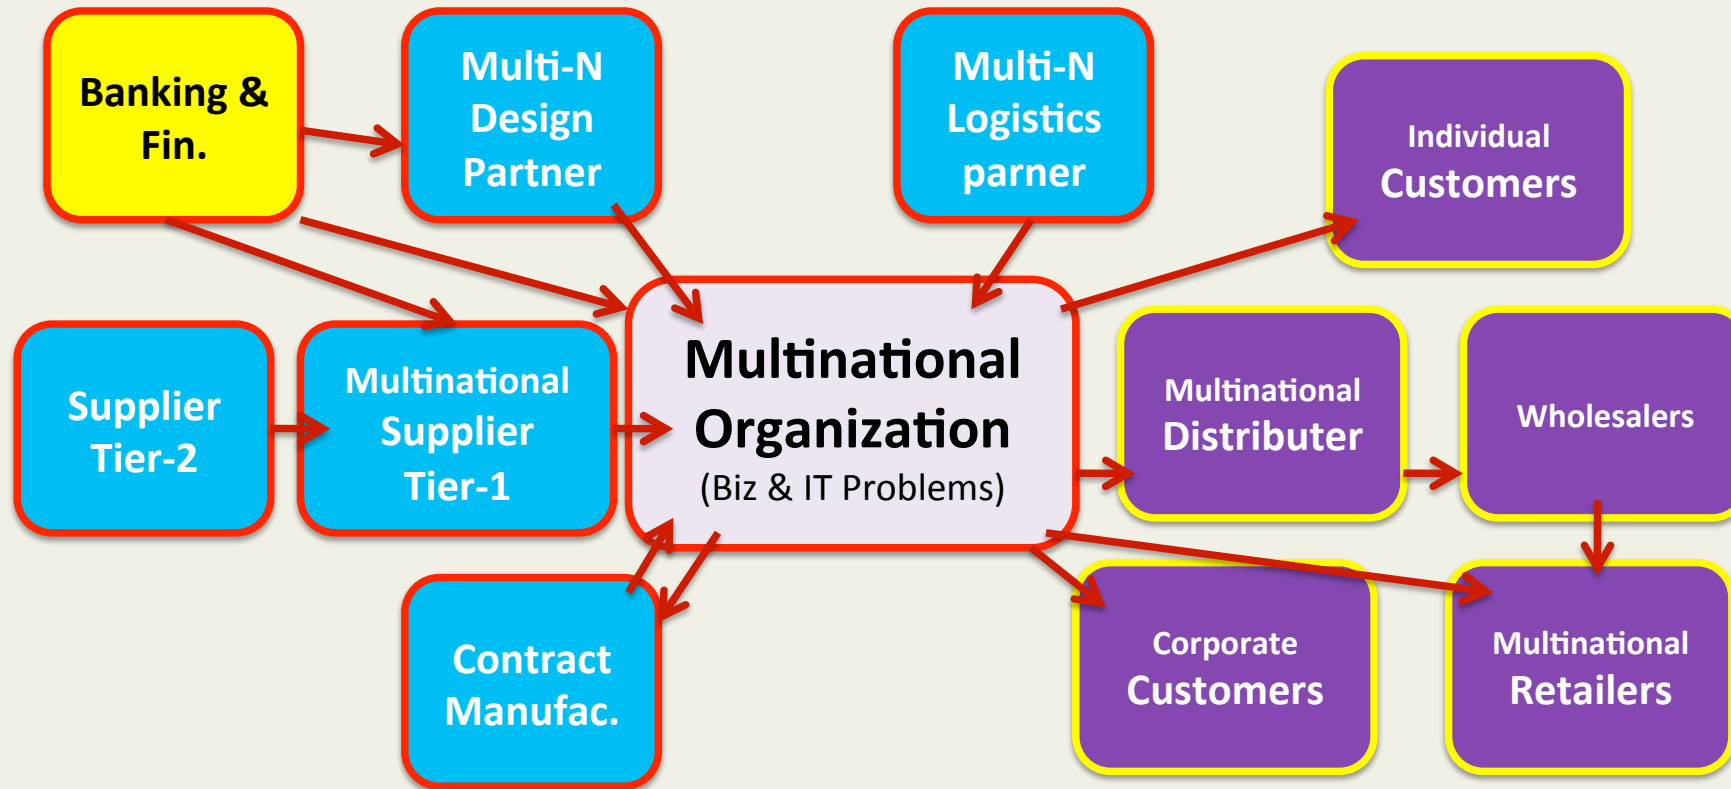 Banking &
Fin.
Multi-N
Design
Partner
Multi-N
Logistics
parner
Individual
Customers
Supplier
Tier-2
Multinational
Supplier
Tier-1
Multinational
Organization
(Biz & IT Problems)
Multinational
Distributer
Wholesalers
Contract
Manufac.
Corporate
Customers
Multinational
Retailers